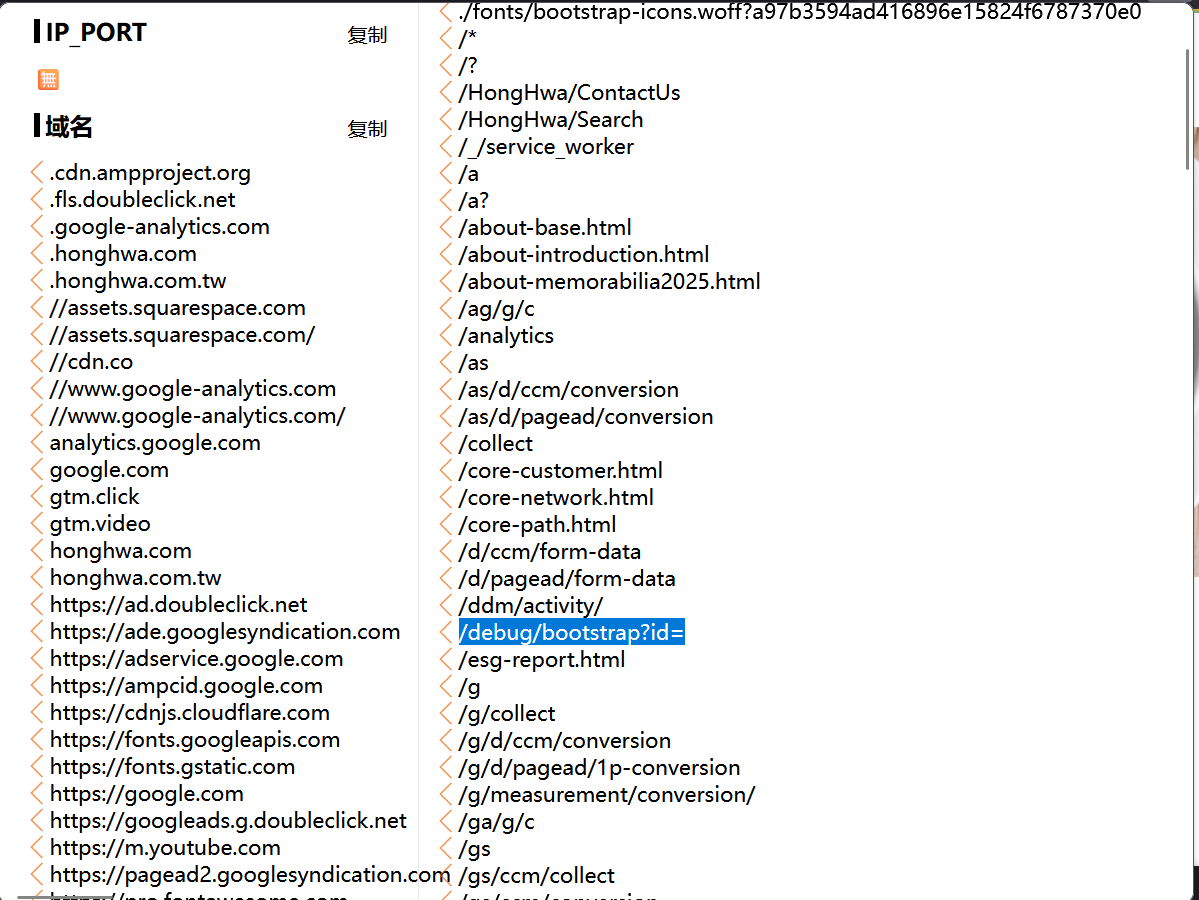 IP_PORT
复制
無
域名
复制
.cdn.ampproject.org
.fls.doubleclick.net
.google-analytics.com
.honghwa.com
.honghwa.com.tw
//assets.squarespace.com
//assets.squarespace.com/
//cdn.co
//www.google-analytics.com
//www.google-analytics.com/
analytics.google.com
google.com
gtm.click
gtm.video
honghwa.com
honghwa.com.tw
https://ad.doubleclick.net
https://ade.googlesyndication.com
https://adservice.google.com
https://ampcid.google.com
https://cdnjs.cloudflare.com
https://fonts.googleapis.com
https://fonts.gstatic.com
https://google.com
https://googleads.g.doubleclick.net
https://m.youtube.com
https://pagead2.googlesyndication.com
https://pro.fontawesome.com
./fonts/bootstrap-icons.woff?a97b3594ad416896e15824f6787370e0
/*
/?
/HongHwa/ContactUs
/HongHwa/Search
/_/service_worker
/a
/a?
/about-base.html
/about-introduction.html
/about-memorabilia2025.html
/ag/g/c
/analytics
/as
/as/d/ccm/conversion
/as/d/pagead/conversion
/collect
/core-customer.html
/core-network.html
/core-path.html
/d/ccm/form-data
/d/pagead/form-data
/ddm/activity/
/debug/bootstrap?id=
/esg-report.html
/g
/g/collect
/g/d/ccm/conversion
/g/d/pagead/1p-conversion
/g/measurement/conversion/
/ga/g/c
/gs
/gs/ccm/collect
/gs/ccm/conversion